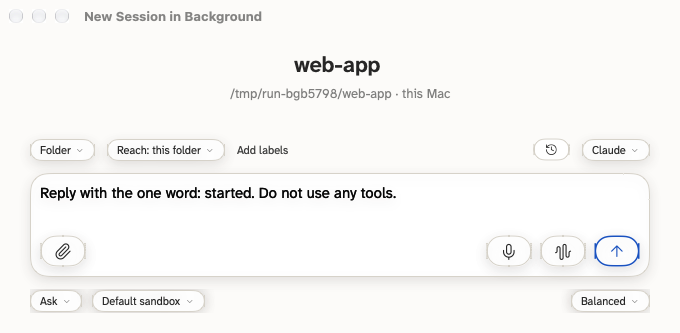 New Session in Background
web-app
/tmp/run-bgb5798/web-app · this Mac
Folder Reach: this folder Add labels Claude
Reply with the one word: started. Do not use any tools.
Ask Default sandbox Balanced